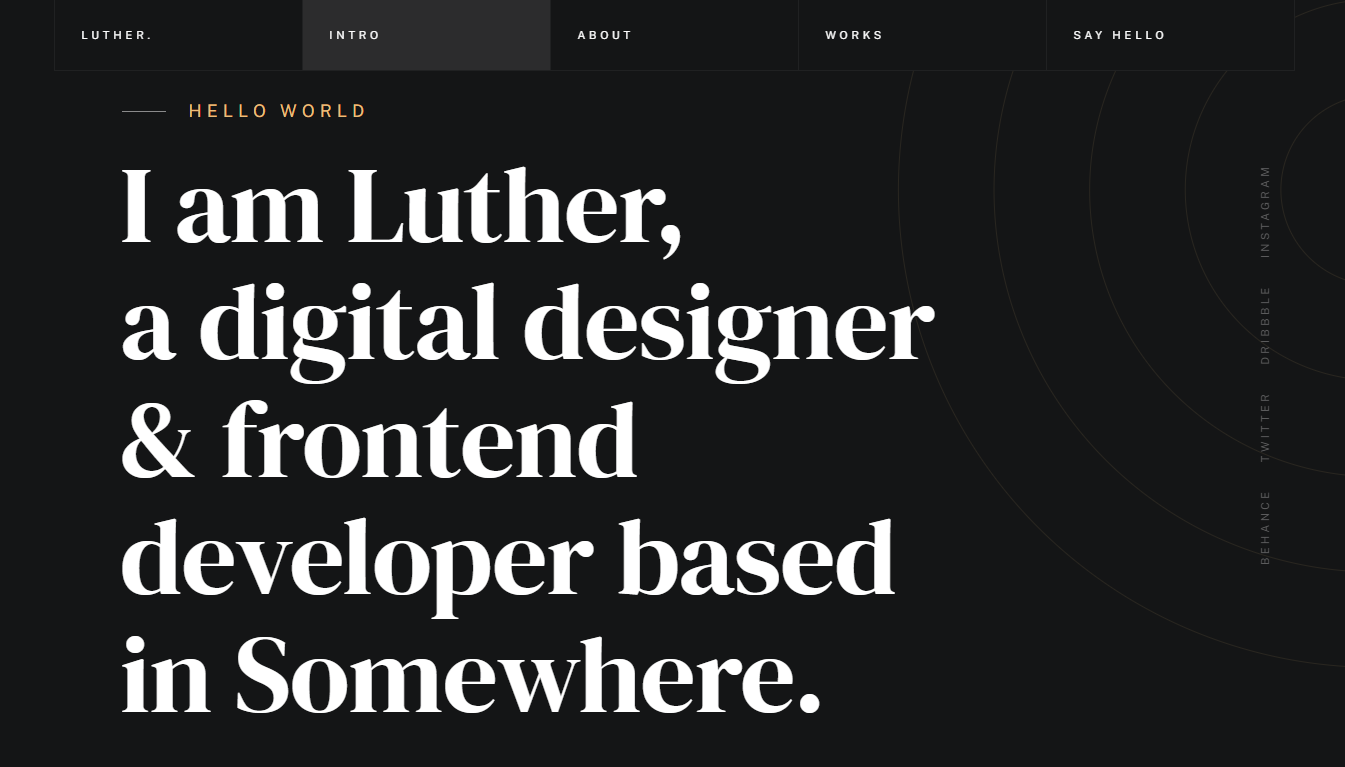 LUTHER.
INTRO
ABOUT
WORKS
SAY HELLO
HELLO WORLD
I am Luther,
a digital designer
& frontend
developer based
in Somewhere.
INSTAGRAM
DRIBBBLE
TWITTER
BEHANCE